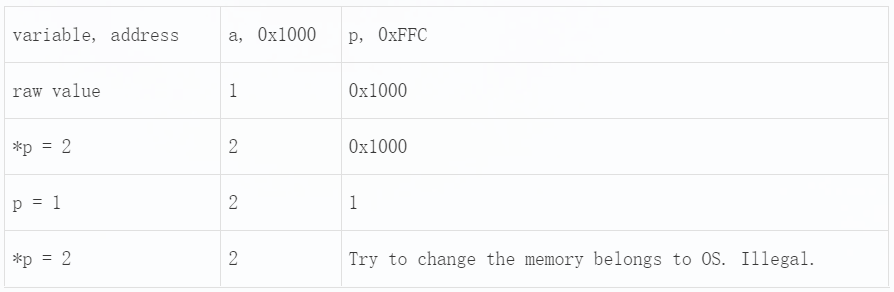 variable, address a, 0x1000 p, 0xFFC
raw value 1 0x1000
*p = 2 2 0x1000
p = 1 2 1
*p = 2 2 Try to change the memory belongs to OS. Illegal.